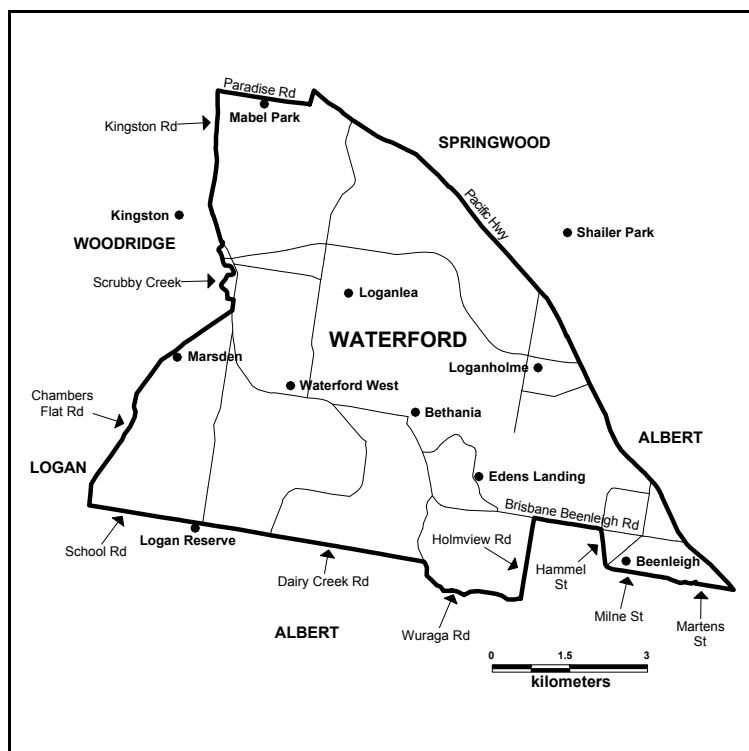 Paradise Rd
Mabel Park
Kingston Rd
SPRINGWOOD
Pacific Hwy
Kingston
Shailer Park
WOODRIDGE
Scrubby Creek
Loganlea
WATERFORD
Marsden
Loganholme
Waterford West
Chambers
Flat Rd
Bethania
ALBERT
LOGAN
Edens Landing
Brisbane Beenleigh Rd
School Rd
Logan Reserve
Holmview Rd
Hammel
St
Beenleigh
Dairy Creek Rd
Milne St
Martens
St
ALBERT
Wuraga Rd
0 1.5 3
kilometers